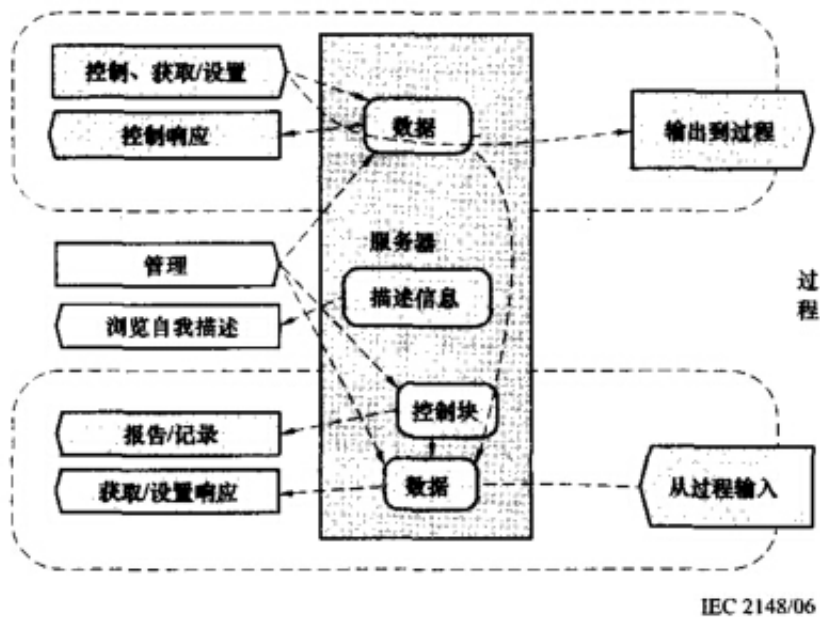 控制、获取/设置
控制响应
数据
输出到过程
服务器
管理
描述信息
浏览自我描述
过
程
控制块
报告/记录
获取/设置响应
数据
从过程输入
IEC 2148/06